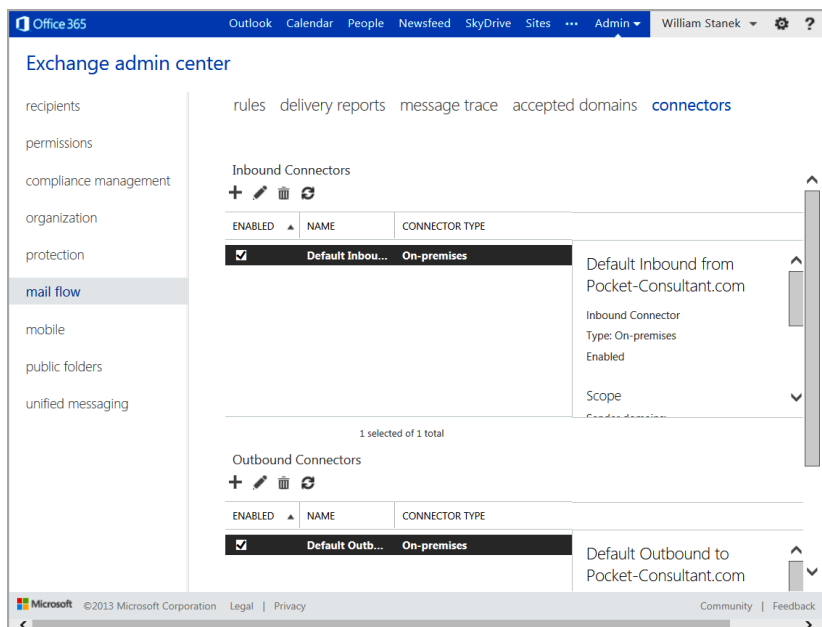 Office 365 Outlook Calendar People Newsfeed SkyDrive Sites ••• Admin William Stanek ?
Exchange admin center
rules delivery reports message trace accepted domains connectors
recipients
permissions
compliance management
organization
protection
mail flow
mobile
public folders
unified messaging
Inbound Connectors
ENABLED NAME CONNECTOR TYPE
Default Inbou... On-premises
Default Inbound from
Pocket-Consultant.com
Inbound Connector
Type: On-premises
Enabled
Scope
1 selected of 1 total
Outbound Connectors
ENABLED NAME CONNECTOR TYPE
Default Outb... On-premises
Default Outbound to
Pocket-Consultant.com
Microsoft ©2013 Microsoft Corporation Legal | Privacy Community | Feedback